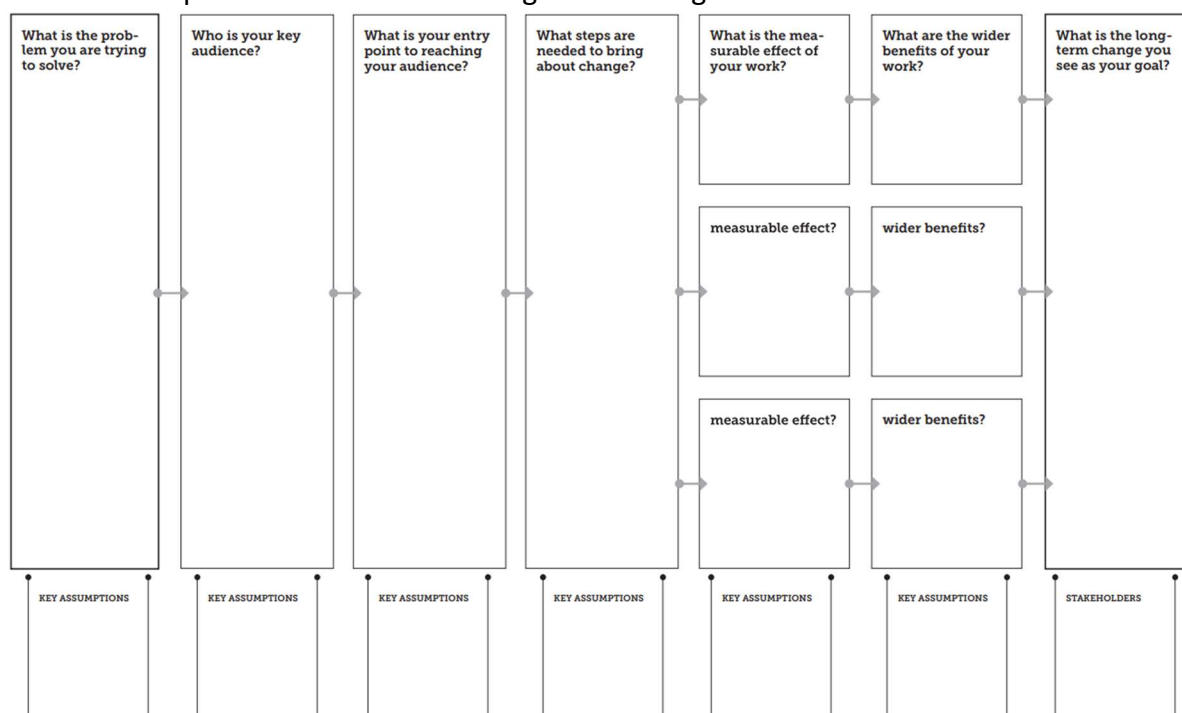 What is the prob-
lem you are trying
to solve?
Who is your key
audience?
What is your entry
point to reaching
your audience?
What steps are
needed to bring
about change?
What is the mea-
surable effect of
your work?
What are the wider
benefits of your
work?
What is the long-
term change you
see as your goal?
measurable effect?
wider benefits?
measurable effect?
wider benefits?
KEY ASSUMPTIONS
KEY ASSUMPTIONS
KEY ASSUMPTIONS
KEY ASSUMPTIONS
KEY ASSUMPTIONS
KEY ASSUMPTIONS
STAKEHOLDERS